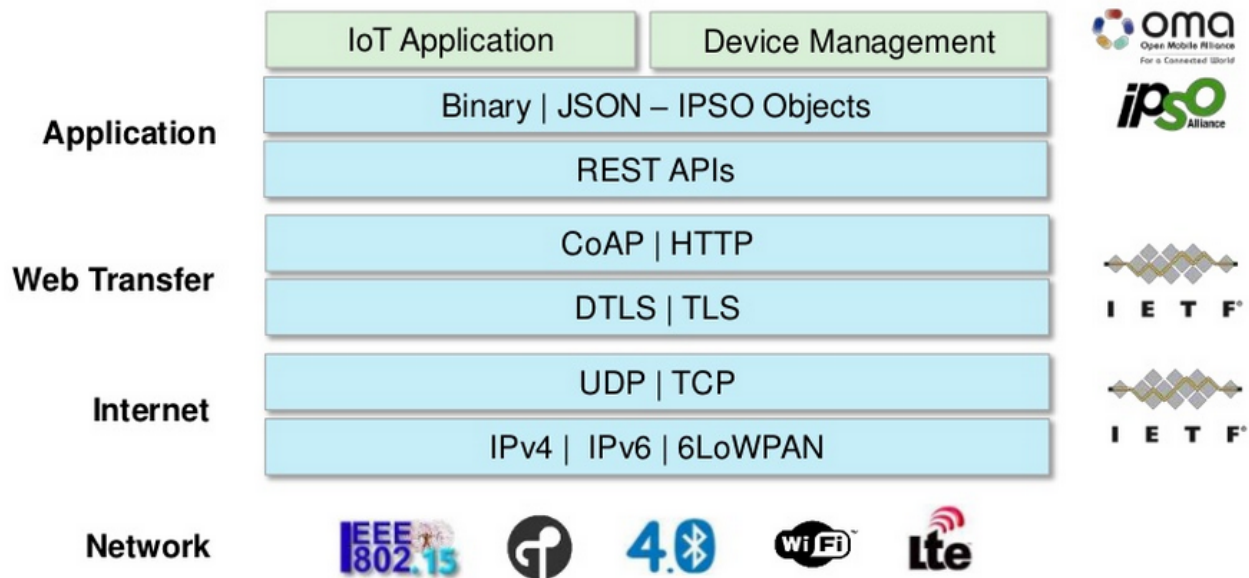 IoT Application
Device Management
oma
Open Mobile Alliance
For a Connected World
Binary | JSON – IPSO Objects
ipso
Alliance
Application
REST APIs
CoAP | HTTP
Web Transfer
DTLS | TLS
I E T F®
UDP | TCP
Internet
IPv4 | IPv6 | 6LoWPAN
I E T F®
Network
IEEE
802.15
4.0
Wi Fi
Lte